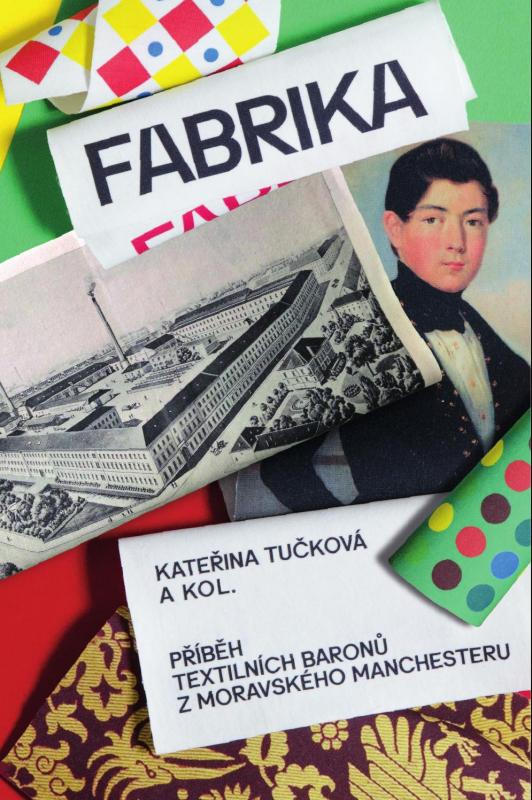 FABRIKA
KATEŘINA TUČKOVÁ
A KOL.
PŘÍBĚH
TEXTILNÍCH BARONŮ
Z MORAVSKÉHO MANCHESTERU